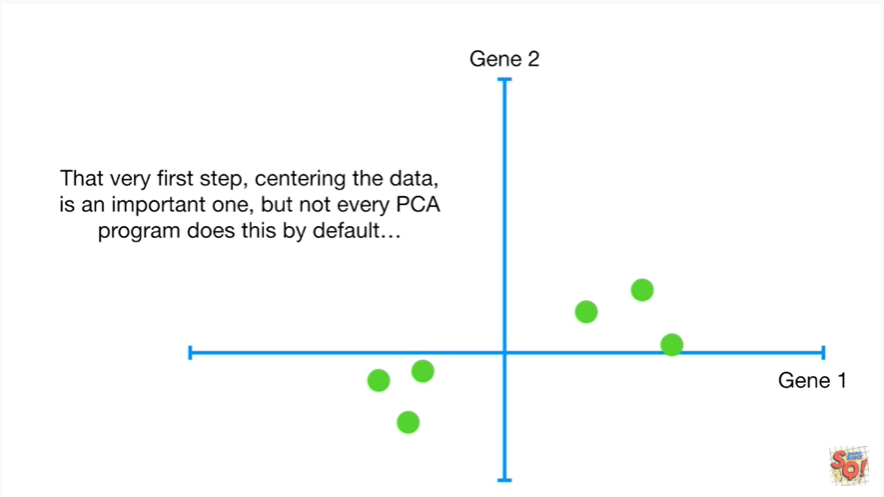 Gene 2
That very first step, centering the data,
is an important one, but not every PCA
program does this by default…
Gene 1
SQ!